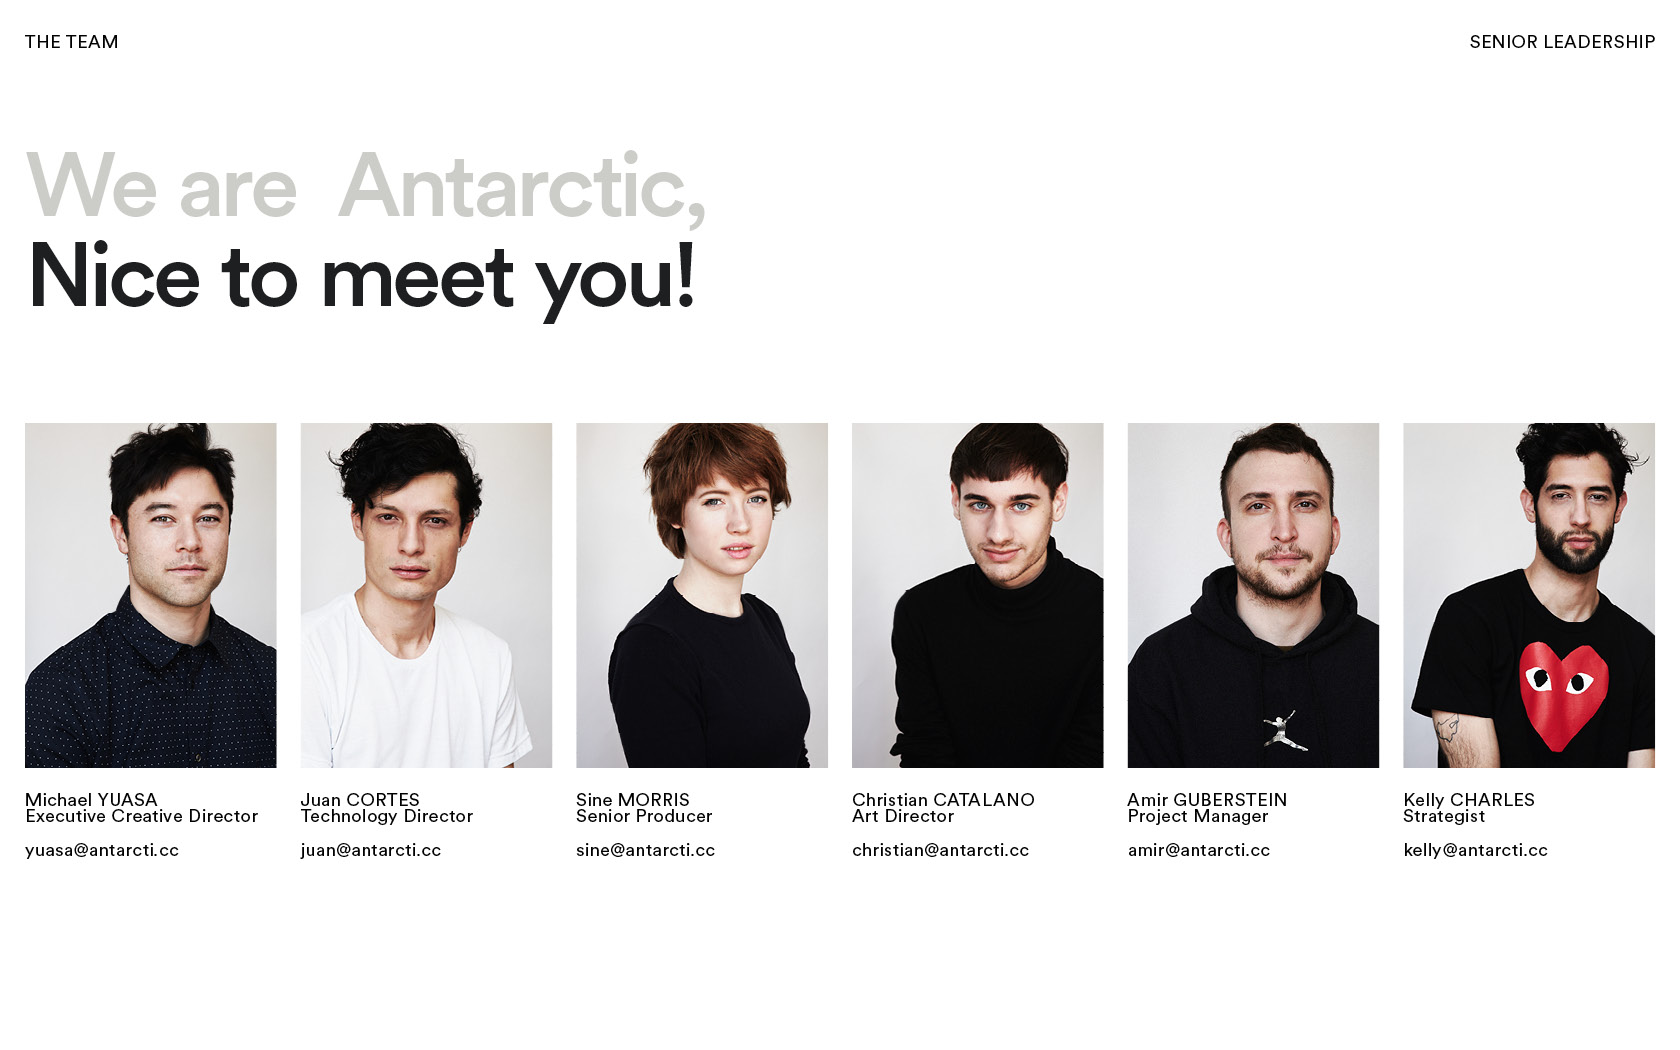 THE TEAM
SENIOR LEADERSHIP
We are  Antarctic,
Nice to meet you!
Michael YUASA
Executive Creative Director
yuasa@antarcti.cc
Juan CORTES
Technology Director
juan@antarcti.cc
Sine MORRIS
Senior Producer
sine@antarcti.cc
Christian CATALANO
Art Director
christian@antarcti.cc
Amir GUBERSTEIN
Project Manager
amir@antarcti.cc
Kelly CHARLES
Strategist
kelly@antarcti.cc